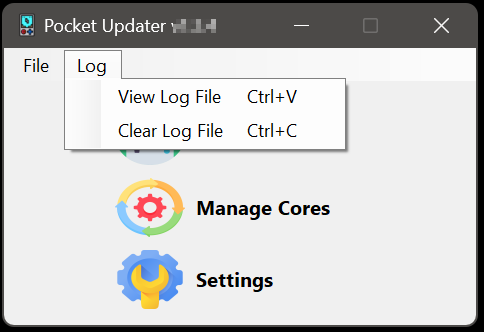 Pocket Updater
File Log
View Log File Ctrl+V
Clear Log File Ctrl+C
Manage Cores
Settings